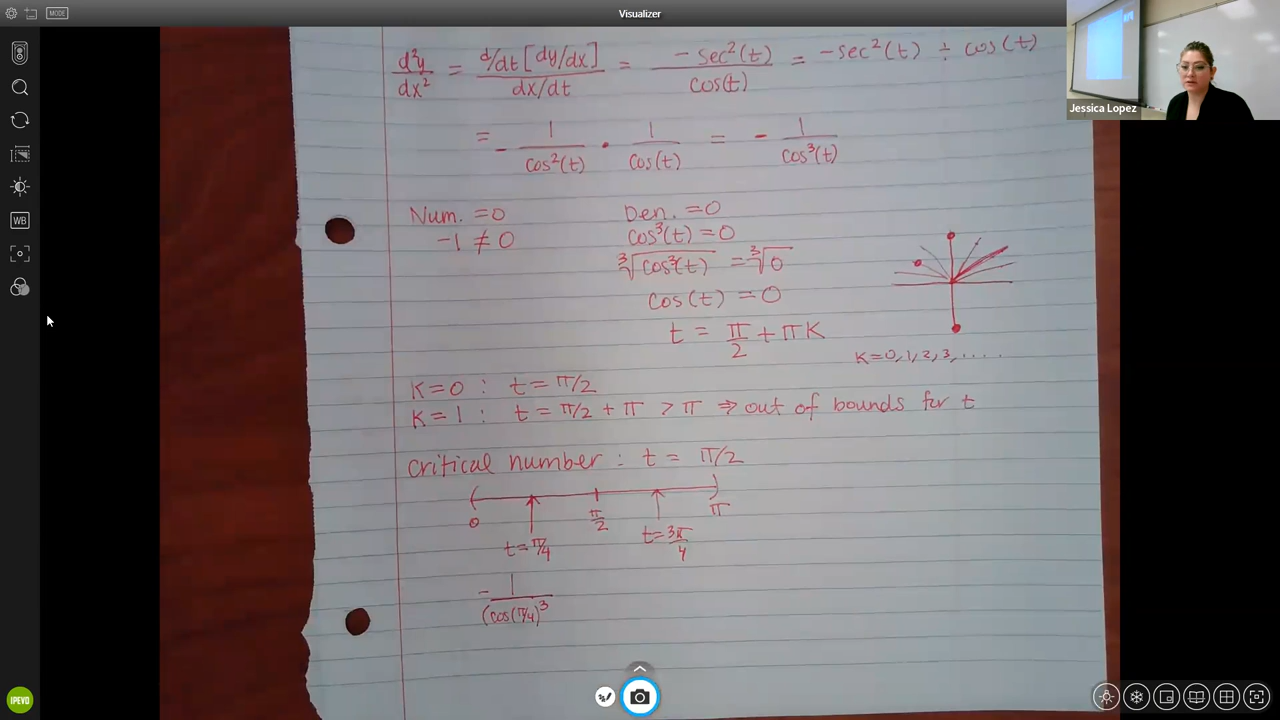 Visualizer
MODE
Jessica Lopez
d²y/dx² = d/dt[dy/dx] / dx/dt = -sec²(t) / cos(t) = -sec²(t) ÷ cos(t)
= - 1/cos²(t) · 1/cos(t) = - 1/cos³(t)
Num. = 0
-1 ≠ 0
Den. = 0
cos³(t) = 0
∛cos³(t) = ∛0
cos(t) = 0
t = π/2 + πK
K=0,1,2,3,.....
K=0 : t = π/2
K=1 : t = π/2 + π > π ⇒ out of bounds for t
critical number : t = π/2
0 π/2 π
t=π/4 t=3π/4
- 1/(cos(π/4)³
WB
IPEVO